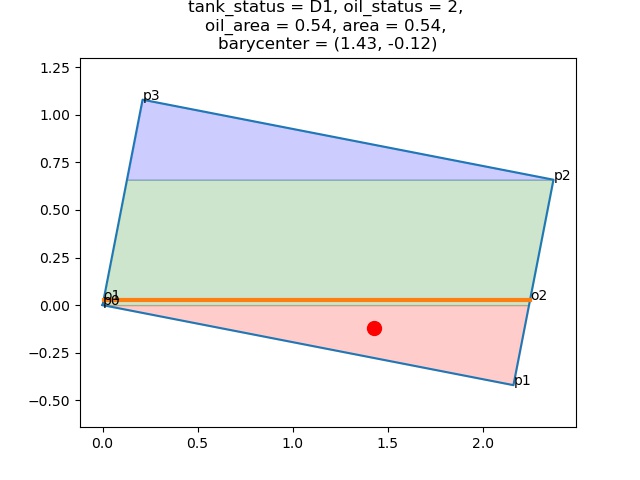 tank_status = D1, oil_status = 2,
oil_area = 0.54, area = 0.54,
barycenter = (1.43, -0.12)
1.25
1.00
0.75
0.50
0.25
0.00
−0.25
−0.50
p3
p2
o1
p0
o2
p1
0.0
0.5
1.0
1.5
2.0